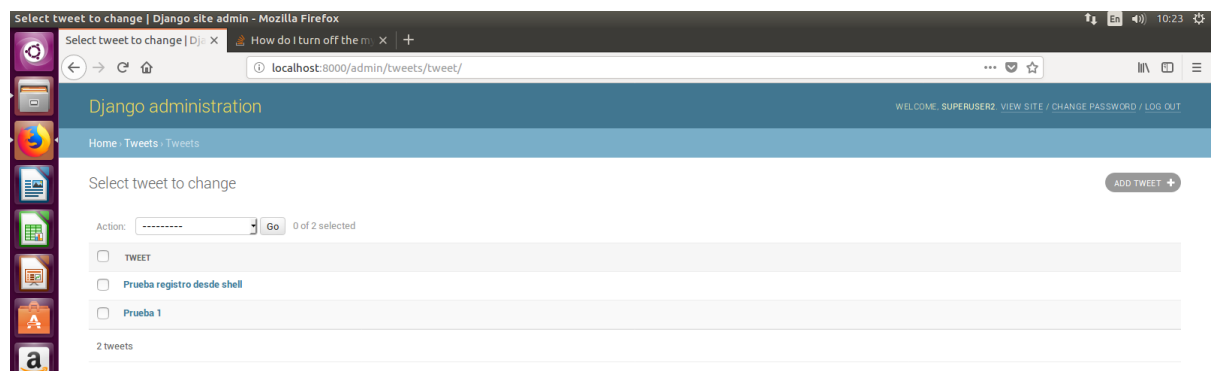 Select tweet to change | Django site admin - Mozilla Firefox
En
10:23
Select tweet to change | Dj
How do I turn off the m
localhost:8000/admin/tweets/tweet/
Django administration
WELCOME, SUPERUSER2. VIEW SITE / CHANGE PASSWORD / LOG OUT
Home › Tweets › Tweets
Select tweet to change
ADD TWEET +
Action: --------- Go 0 of 2 selected
TWEET
Prueba registro desde shell
Prueba 1
2 tweets